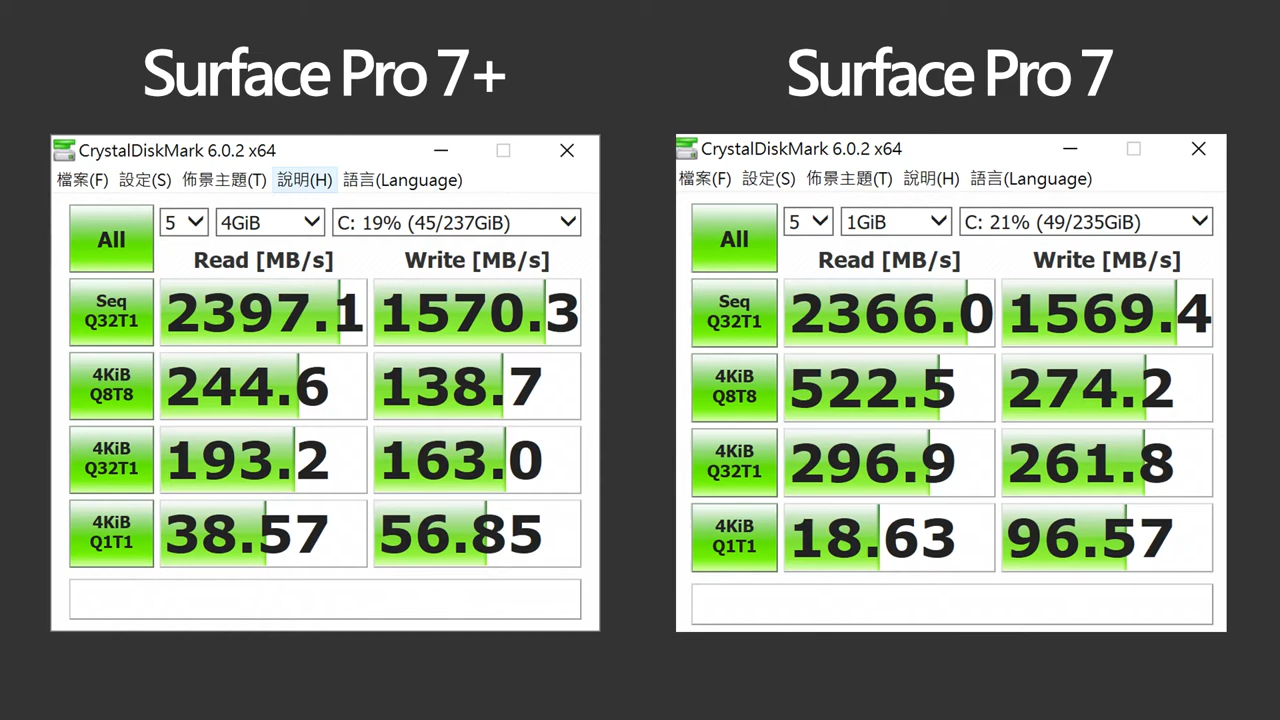 Surface Pro 7+
CrystalDiskMark 6.0.2 x64
檔案(F) 設定(S) 佈景主題(T) 說明(H) 語言(Language)
All 5 4GiB C: 19% (45/237GiB)
Read [MB/s] Write [MB/s]
Seq Q32T1 2397.1 1570.3
4KiB Q8T8 244.6 138.7
4KiB Q32T1 193.2 163.0
4KiB Q1T1 38.57 56.85
Surface Pro 7
CrystalDiskMark 6.0.2 x64
檔案(F) 設定(S) 佈景主題(T) 說明(H) 語言(Language)
All 5 1GiB C: 21% (49/235GiB)
Read [MB/s] Write [MB/s]
Seq Q32T1 2366.0 1569.4
4KiB Q8T8 522.5 274.2
4KiB Q32T1 296.9 261.8
4KiB Q1T1 18.63 96.57